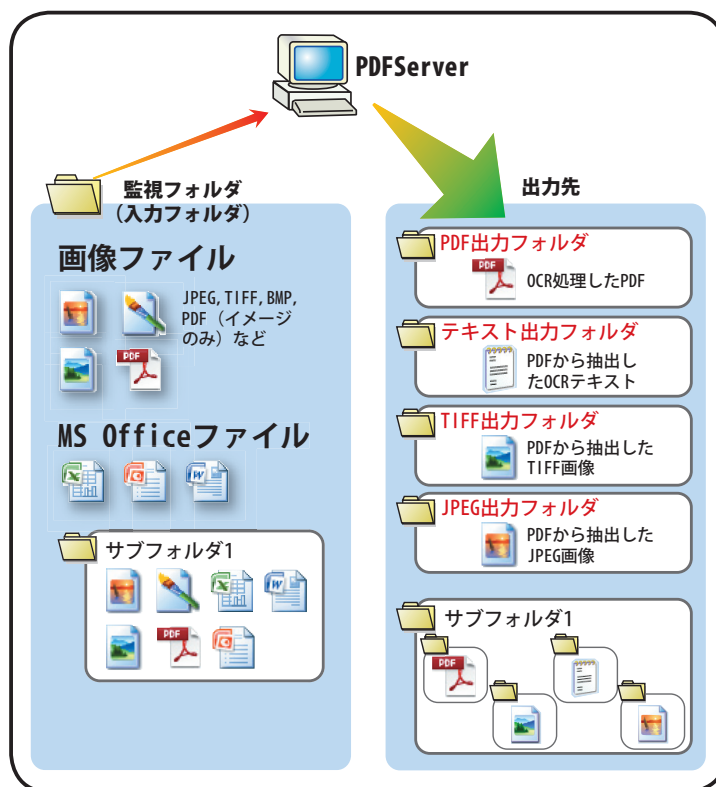 PDFServer
監視フォルダ
（入力フォルダ）
画像ファイル
JPEG, TIFF, BMP,
PDF（イメージ
のみ）など
PDF
MS Officeファイル
サブフォルダ1
PDF
出力先
PDF出力フォルダ
PDF
OCR処理したPDF
テキスト出力フォルダ
PDFから抽出し
たOCRテキスト
TIFF出力フォルダ
PDFから抽出した
TIFF画像
JPEG出力フォルダ
PDFから抽出した
JPEG画像
サブフォルダ1
PDF